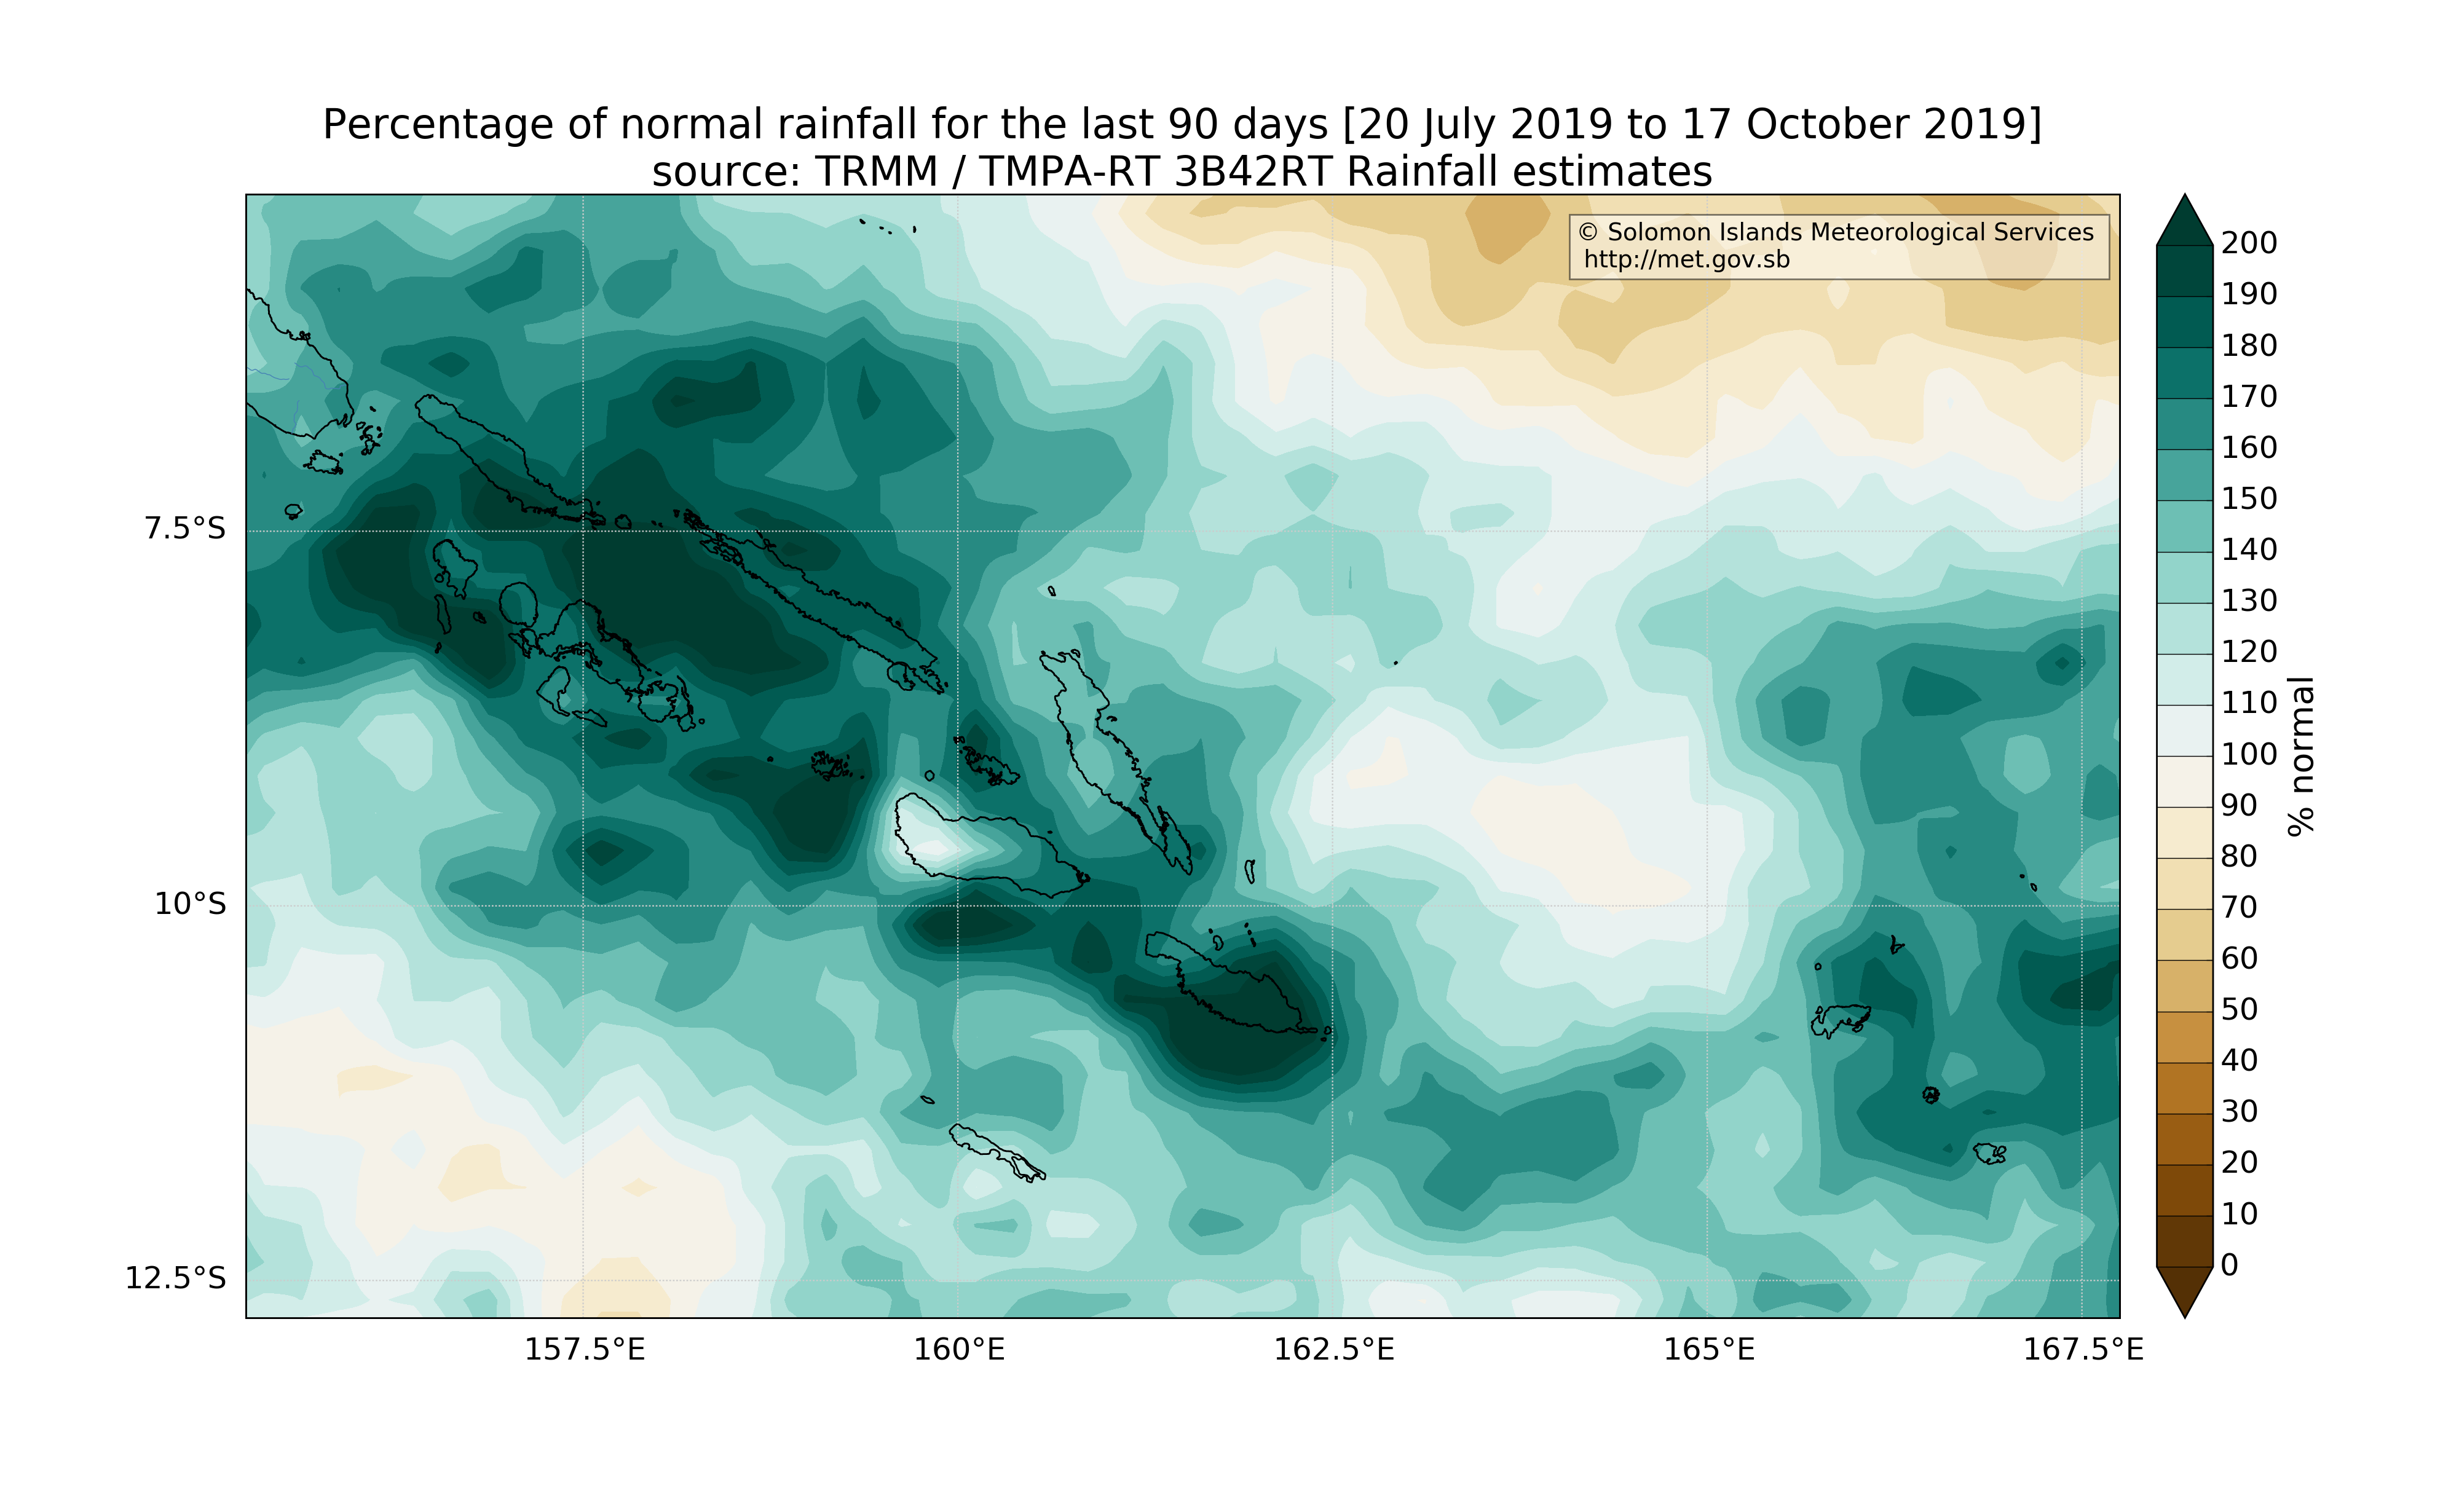 Percentage of normal rainfall for the last 90 days [20 July 2019 to 17 October 2019]
source: TRMM / TMPA-RT 3B42RT Rainfall estimates
© Solomon Islands Meteorological Services
http://met.gov.sb
7.5°S
10°S
12.5°S
157.5°E
160°E
162.5°E
165°E
167.5°E
200
190
180
170
160
150
140
130
120
110
100
90
80
70
60
50
40
30
20
10
0
% normal